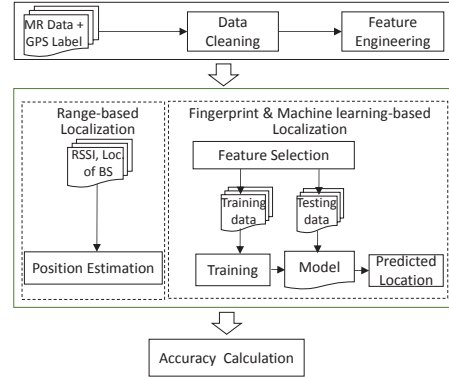 MR Data +
GPS Label
Data
Cleaning
Feature
Engineering
Range-based
Localization
RSSI, Loc.
of BS
Position Estimation
Fingerprint & Machine learning-based
Localization
Feature Selection
Training
data
Testing
data
Training
Model
Predicted
Location
Accuracy Calculation